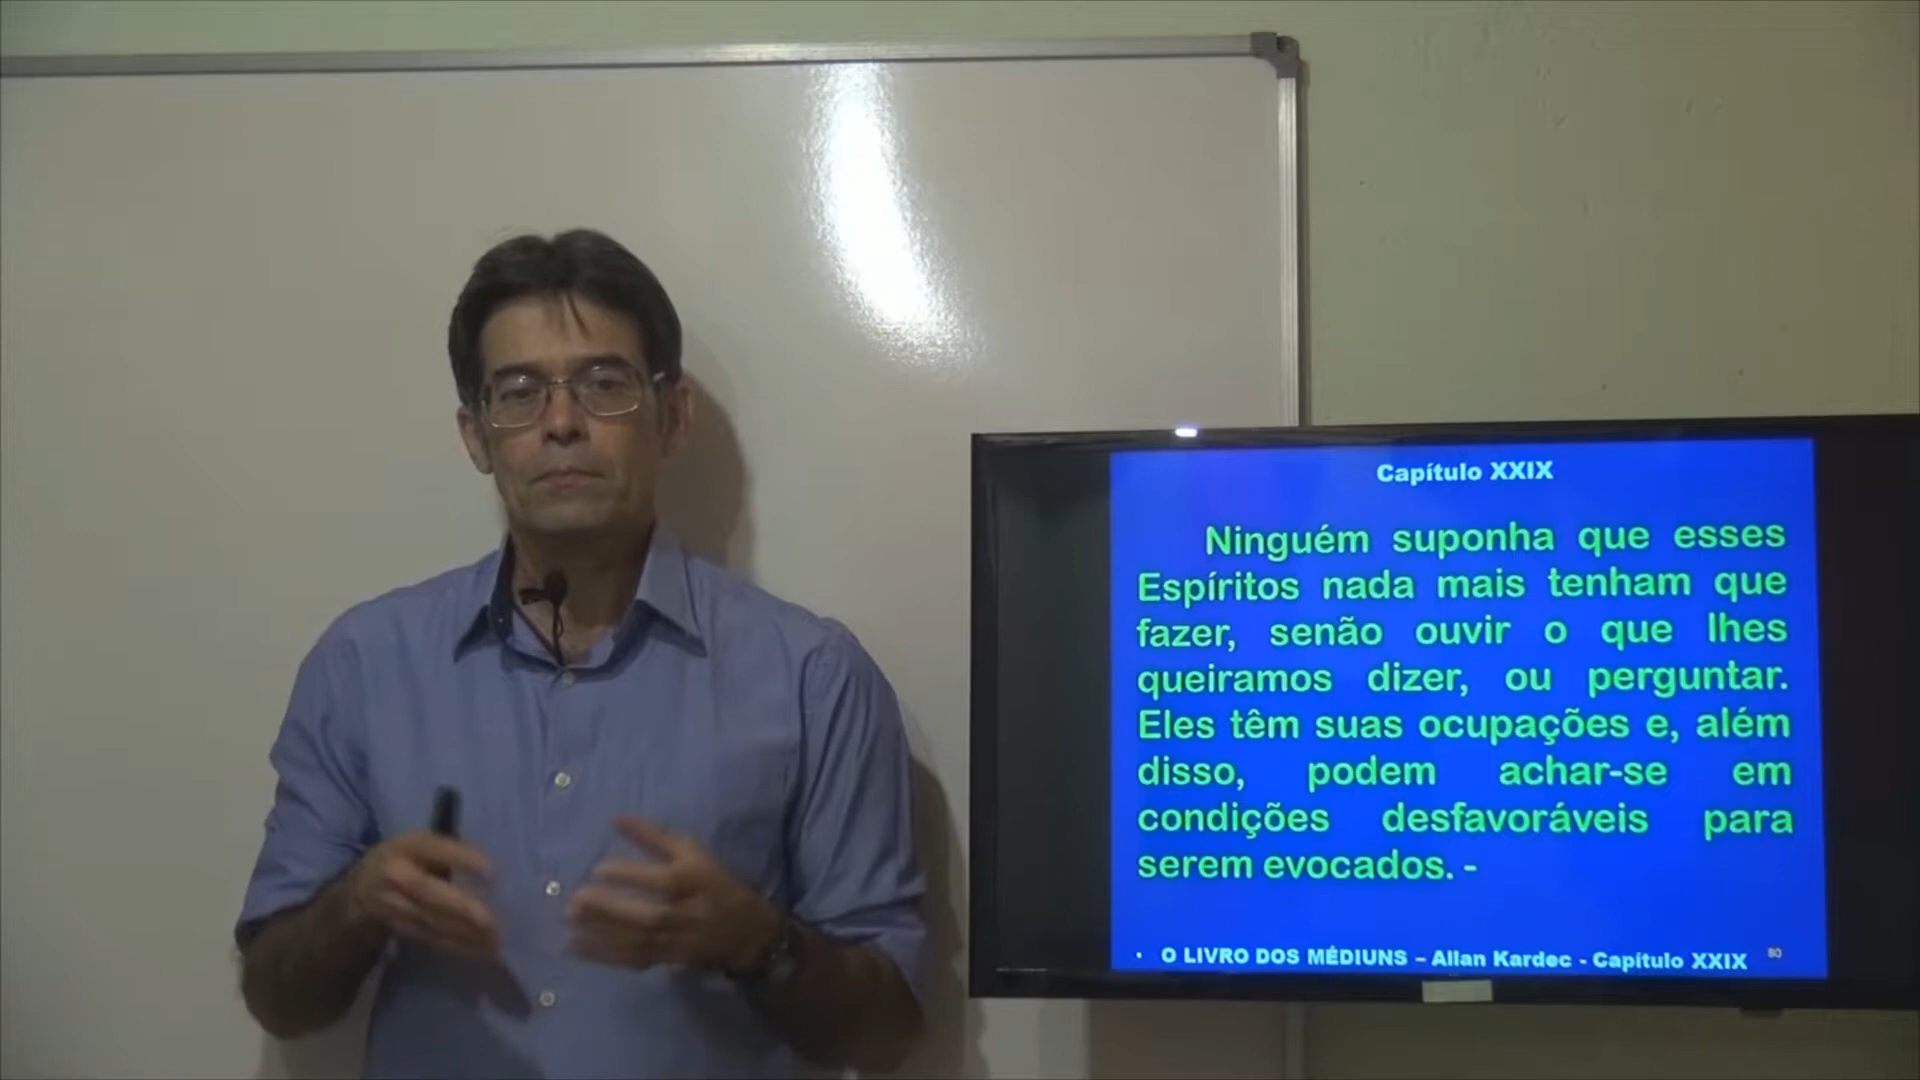 Capítulo XXIX
Ninguém suponha que esses
Espíritos nada mais tenham que
fazer, senão ouvir o que lhes
queiramos dizer, ou perguntar.
Eles têm suas ocupações e, além
disso, podem achar-se em
condições desfavoráveis para
serem evocados. -
• O LIVRO DOS MÉDIUNS – Allan Kardec - Capítulo XXIX
80